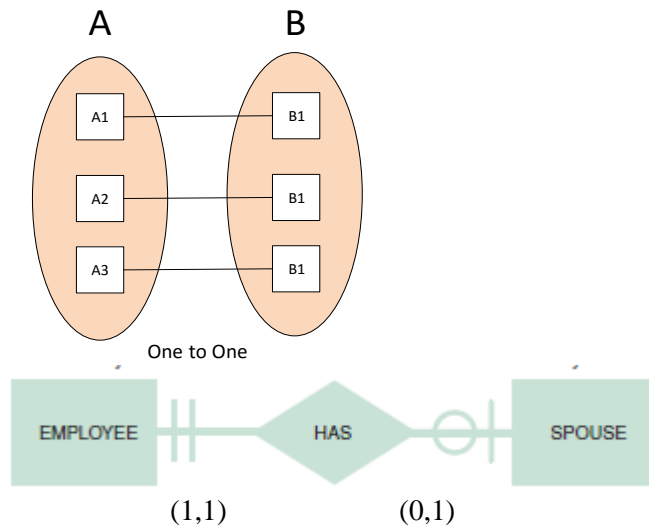 A B
A1 B1
A2 B1
A3 B1
One to One
EMPLOYEE HAS SPOUSE
(1,1) (0,1)